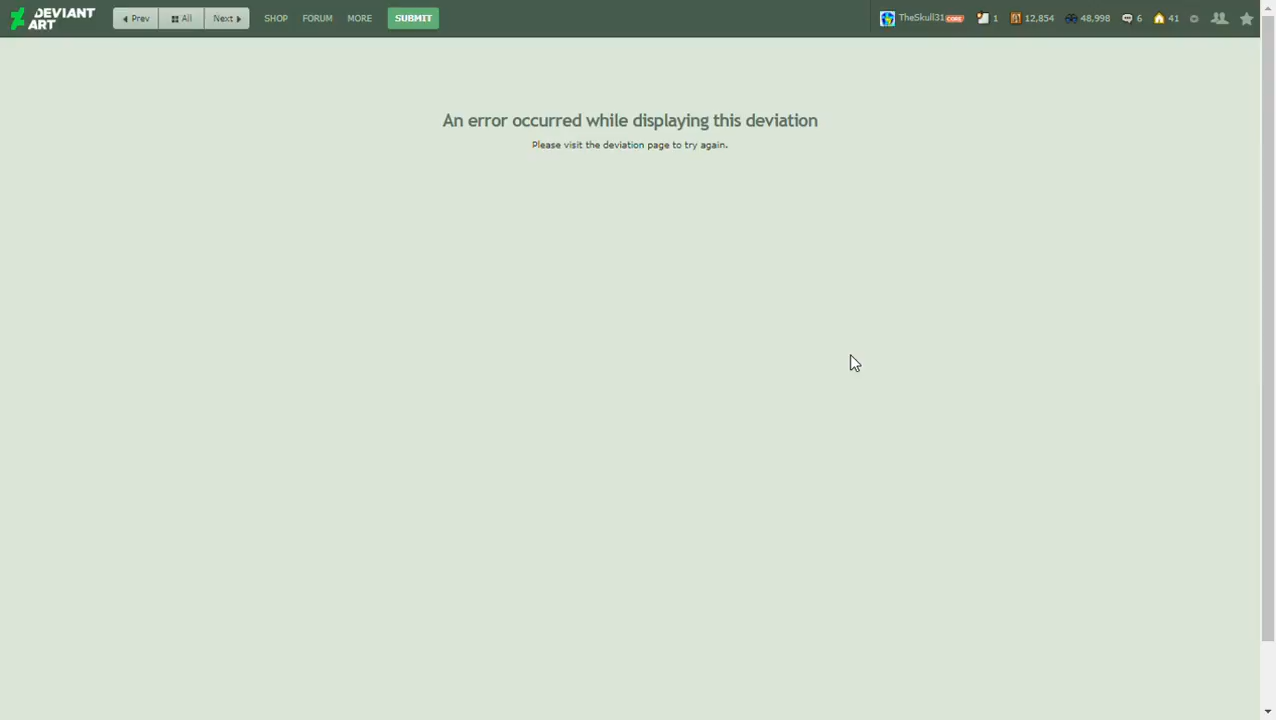 DEVIANT
ART
Prev
All
Next
SHOP
FORUM
MORE
SUBMIT
TheSkull31 CORE
1
12,854
48,998
6
41
An error occurred while displaying this deviation
Please visit the deviation page to try again.